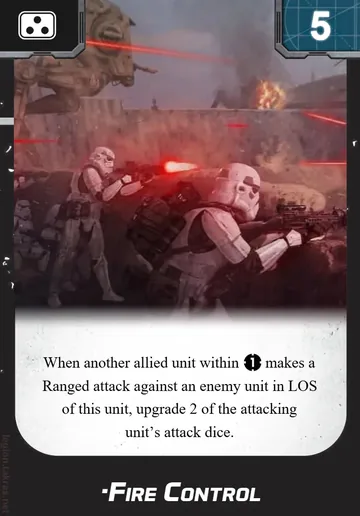 5
When another allied unit within 1 makes a
Ranged attack against an enemy unit in LOS
of this unit, upgrade 2 of the attacking
unit's attack dice.
•Fire Control